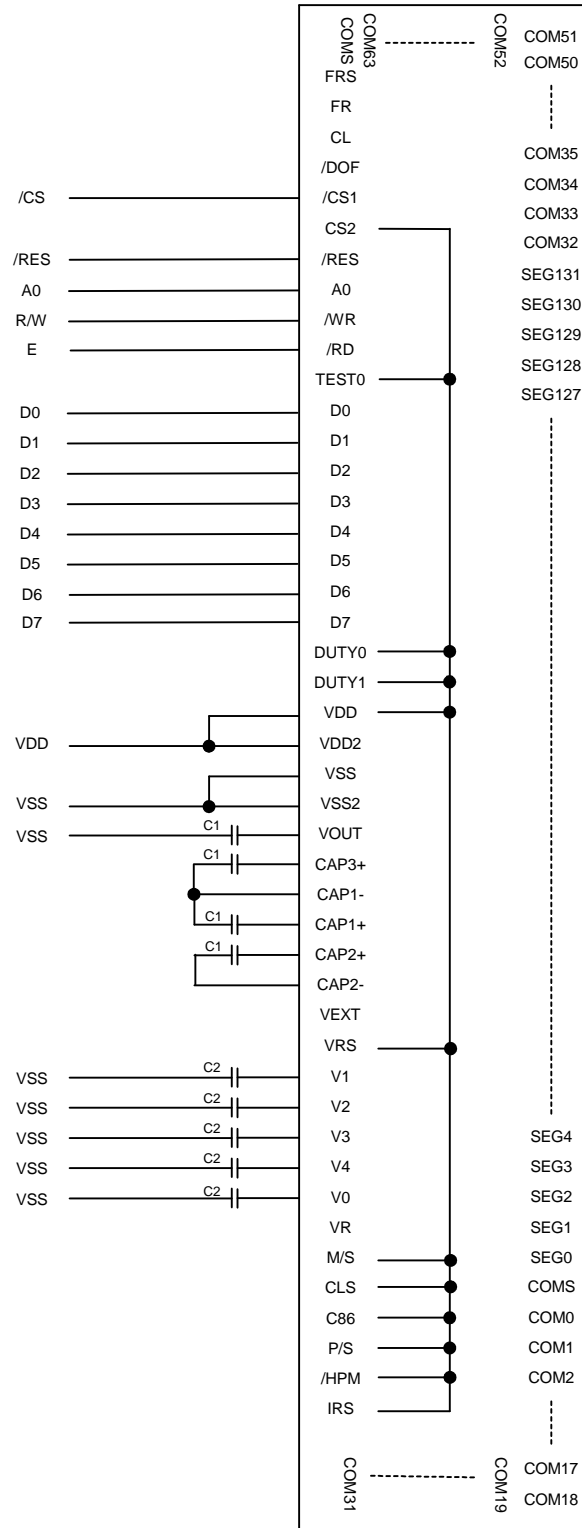 COMS
COM63
COM52
COM51
COM50
FRS
FR
CL
/DOF
COM35
/CS
/CS1
COM34
COM33
CS2
COM32
/RES
/RES
SEG131
A0
A0
SEG130
R/W
/WR
SEG129
E
/RD
SEG128
TEST0
SEG127
D0
D0
D1
D1
D2
D2
D3
D3
D4
D4
D5
D5
D6
D6
D7
D7
DUTY0
DUTY1
VDD
VDD
VDD2
VSS
VSS
VSS2
VSS
C1
VOUT
C1
CAP3+
CAP1-
C1
CAP1+
C1
CAP2+
CAP2-
VEXT
VRS
VSS
C2
V1
VSS
C2
V2
VSS
C2
V3
SEG4
VSS
C2
V4
SEG3
VSS
C2
V0
SEG2
VR
SEG1
M/S
SEG0
CLS
COMS
C86
COM0
P/S
COM1
/HPM
COM2
IRS
COM31
COM19
COM17
COM18